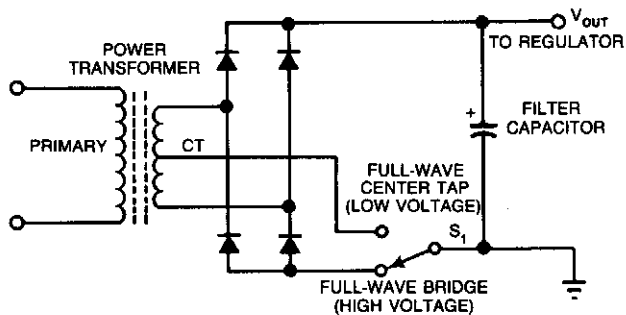 V_OUT
TO REGULATOR
POWER
TRANSFORMER
PRIMARY
CT
+
FILTER
CAPACITOR
FULL-WAVE
CENTER TAP
(LOW VOLTAGE)
S_1
FULL-WAVE BRIDGE
(HIGH VOLTAGE)